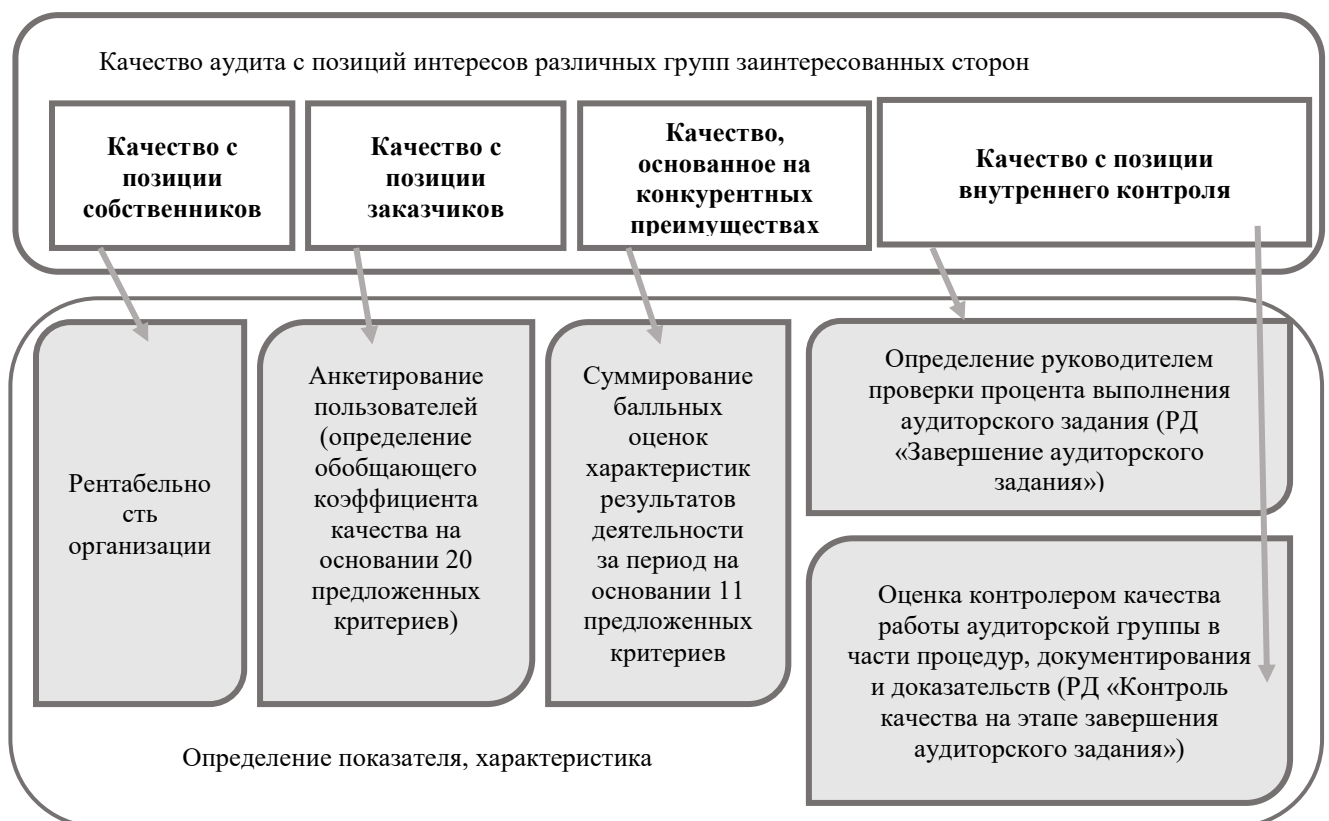 Качество аудита с позиций интересов различных групп заинтересованных сторон
Качество с
позиции
собственников
Качество с
позиции
заказчиков
Качество,
основанное на
конкурентных
преимуществах
Качество с позиции
внутреннего контроля
Рентабельно
сть
организации
Анкетирование
пользователей
(определение
обобщающего
коэффициента
качества на
основании 20
предложенных
критериев)
Суммирование
балльных
оценок
характеристик
результатов
деятельности
за период на
основании 11
предложенных
критериев
Определение руководителем
проверки процента выполнения
аудиторского задания (РД
«Завершение аудиторского
задания»)
Оценка контролером качества
работы аудиторской группы в
части процедур, документирования
и доказательств (РД «Контроль
качества на этапе завершения
аудиторского задания»)
Определение показателя, характеристика